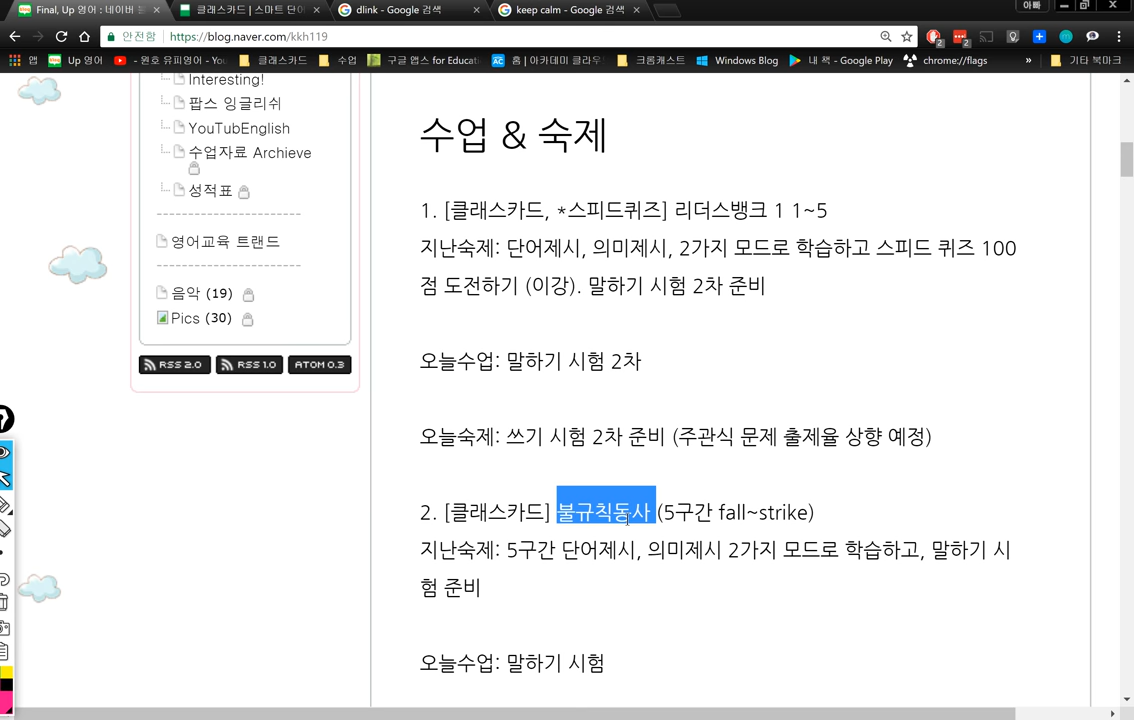 Final, Up 영어 : 네이버 블
클래스카드 | 스마트 단어
dlink - Google 검색
keep calm - Google 검색
아빠
안전함 https://blog.naver.com/kkh119
2 2
앱 Up 영어 - 원호 유피영어 - You 클래스카드 수업 구글 앱스 for Educati 홈 | 아카데미 클라우 크롬캐스트 Windows Blog 내 책 - Google Play chrome://flags » 기타 북마크
Interesting!
팝스 잉글리쉬
YouTubEnglish
수업자료 Archieve
성적표
영어교육 트랜드
음악 (19)
Pics (30)
RSS 2.0 RSS 1.0 ATOM 0.3
수업 & 숙제
1. [클래스카드, *스피드퀴즈] 리더스뱅크 1 1~5
지난숙제: 단어제시, 의미제시, 2가지 모드로 학습하고 스피드 퀴즈 100
점 도전하기 (이강). 말하기 시험 2차 준비
오늘수업: 말하기 시험 2차
오늘숙제: 쓰기 시험 2차 준비 (주관식 문제 출제율 상향 예정)
2. [클래스카드] 불규칙동사 (5구간 fall~strike)
지난숙제: 5구간 단어제시, 의미제시 2가지 모드로 학습하고, 말하기 시
험 준비
오늘수업: 말하기 시험